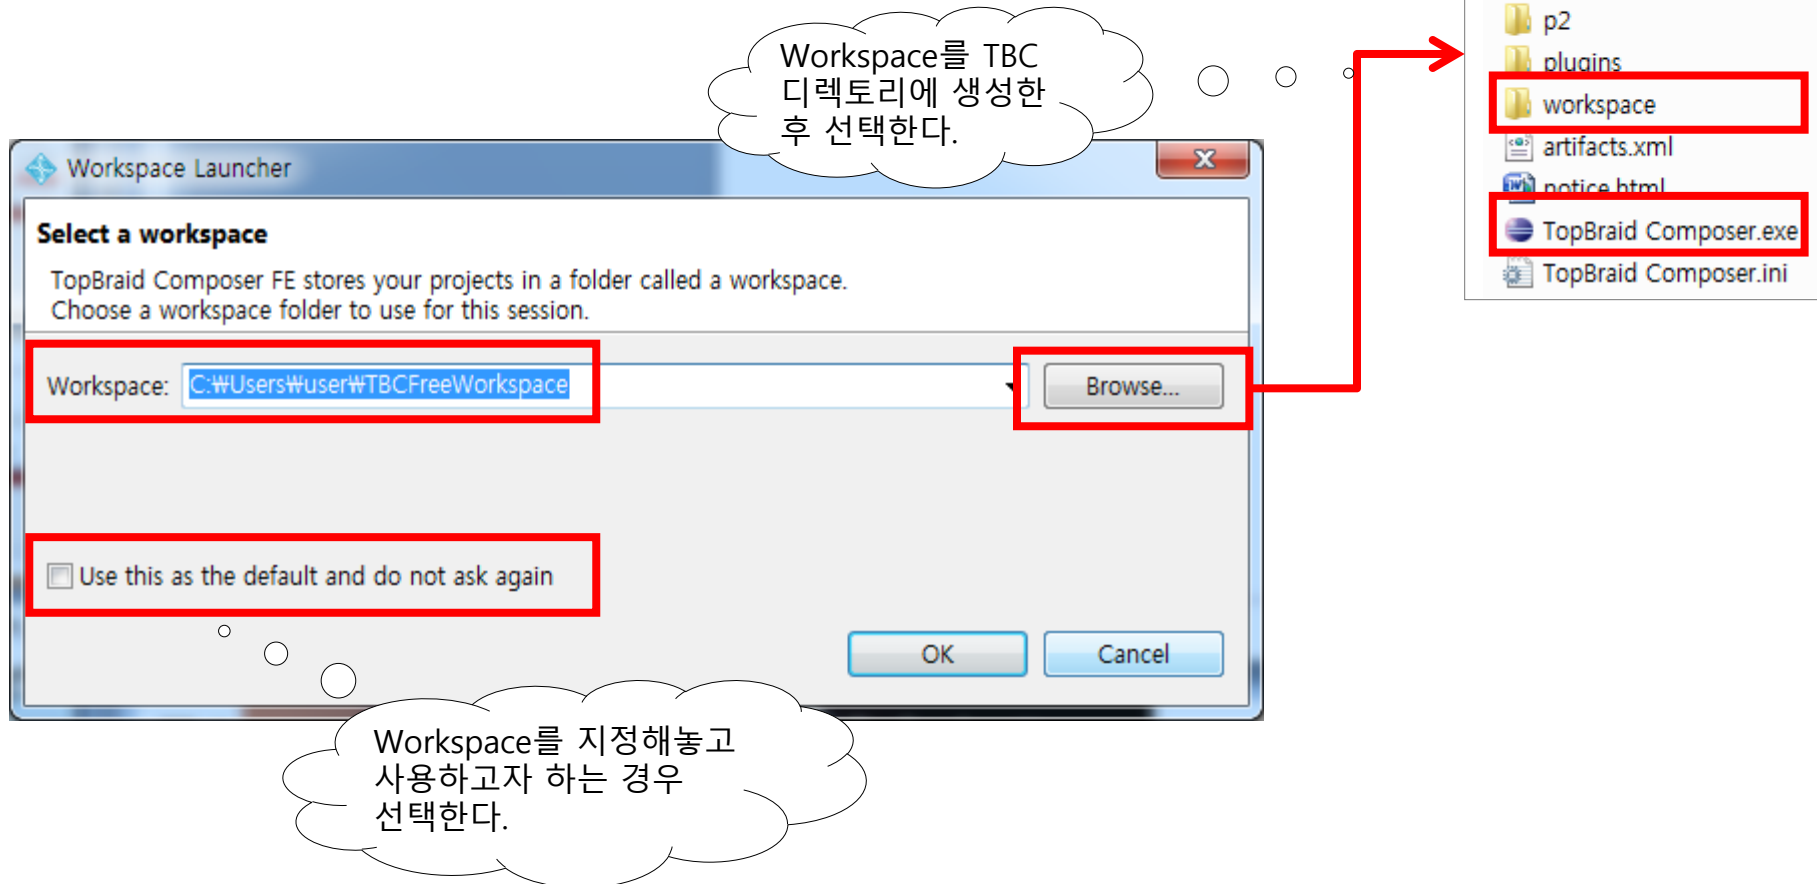 Workspace를 TBC
디렉토리에 생성한
후 선택한다.
p2
plugins
workspace
artifacts.xml
notice.html
TopBraid Composer.exe
TopBraid Composer.ini
Workspace Launcher
Select a workspace
TopBraid Composer FE stores your projects in a folder called a workspace.
Choose a workspace folder to use for this session.
Workspace: C:₩Users₩user₩TBCFreeWorkspace Browse...
Use this as the default and do not ask again
OK Cancel
Workspace를 지정해놓고
사용하고자 하는 경우
선택한다.